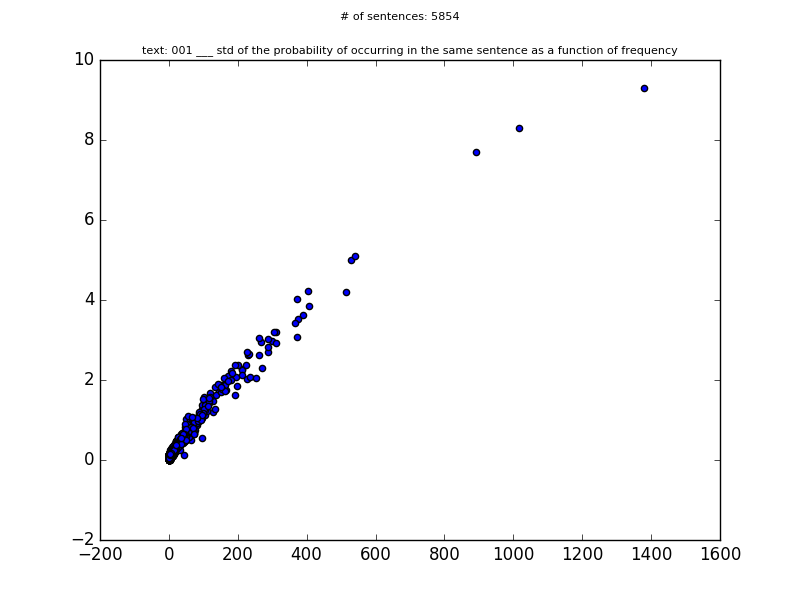 # of sentences: 5854
text: 001 ___ std of the probability of occurring in the same sentence as a function of frequency
10
8
6
4
2
0
−2
−200 0 200 400 600 800 1000 1200 1400 1600